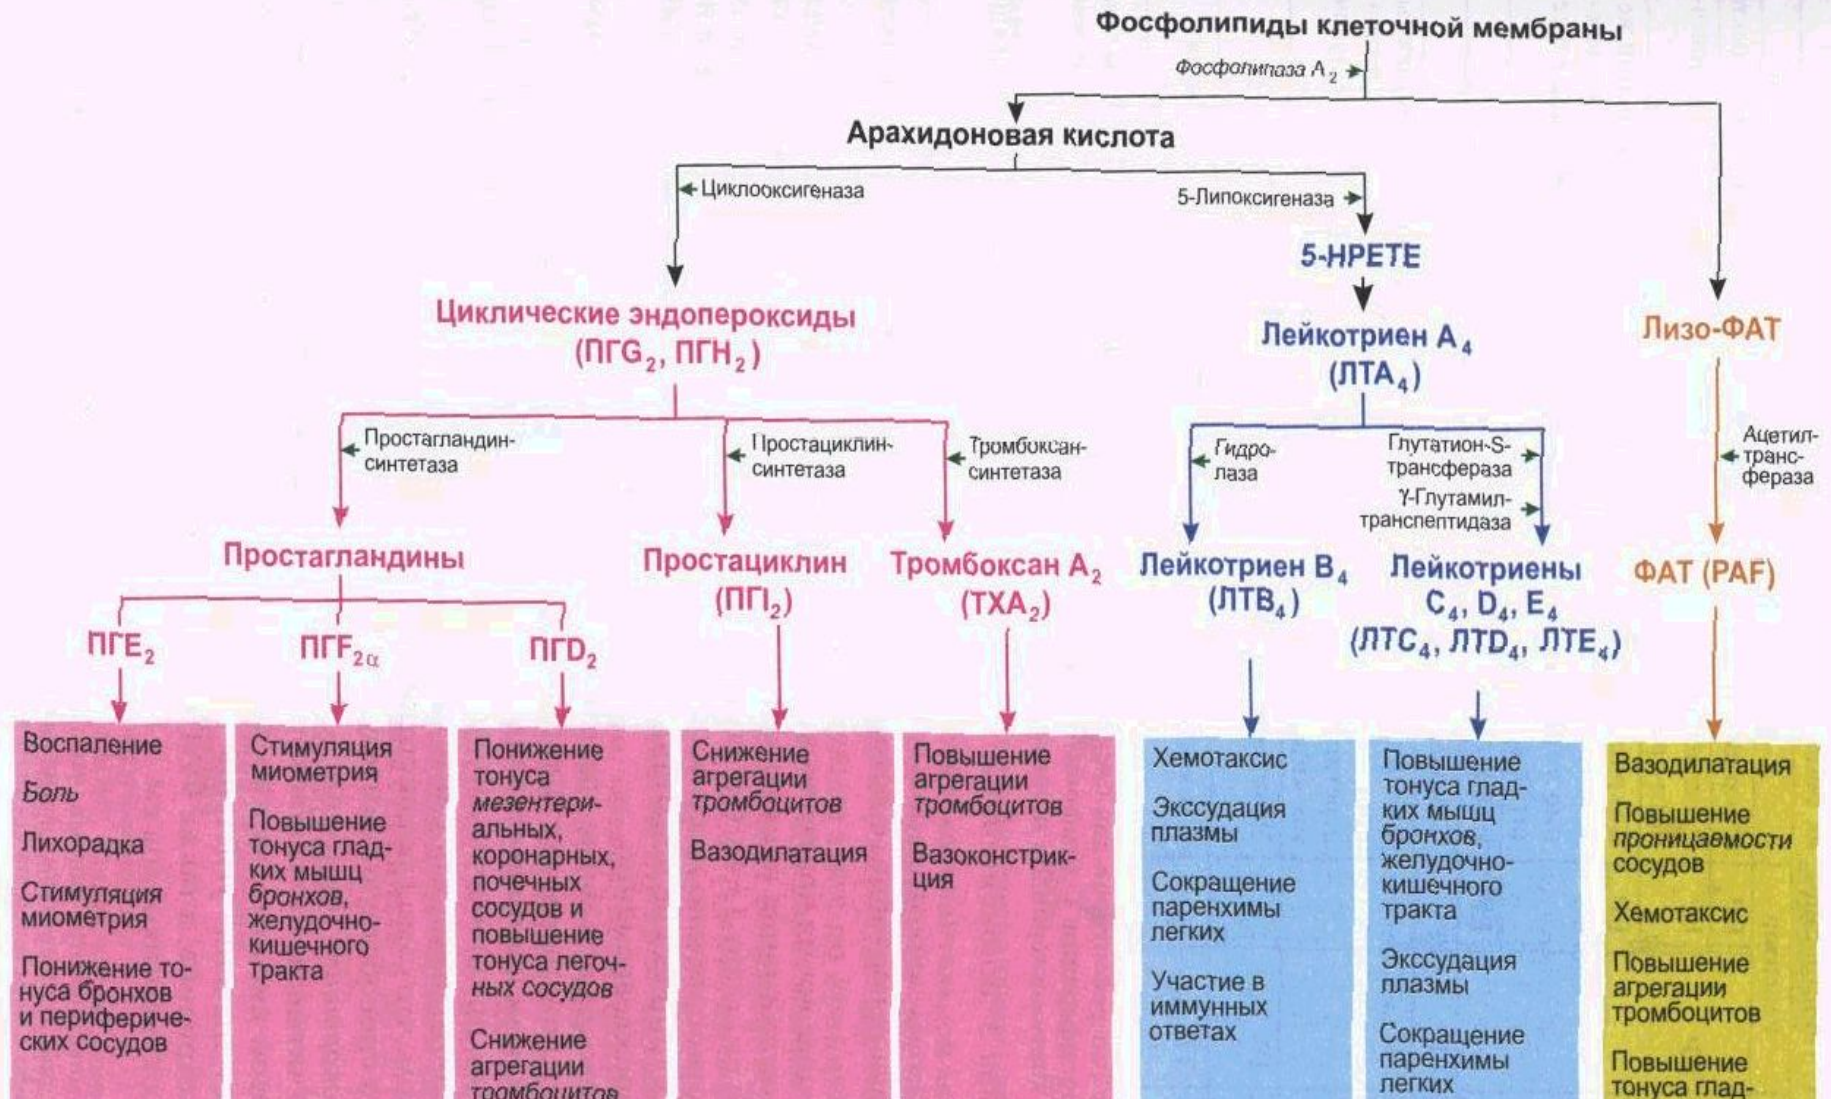 Фосфолипиды клеточной мембраны
Фосфолипаза A₂
Арахидоновая кислота
Циклооксигеназа
5-Липоксигеназа
5-HPETE
Циклические эндопероксиды
(ПГG₂, ПГH₂)
Лейкотриен A₄
(ЛТA₄)
Лизо-ФАТ
Простагландин-
синтетаза
Простациклин-
синтетаза
Тромбоксан-
синтетаза
Гидро-
лаза
Глутатион-S-
трансфераза
γ-Глутамил-
транспептидаза
Ацетил-
транс-
фераза
Простагландины
Простациклин
(ПГI₂)
Тромбоксан A₂
(TXA₂)
Лейкотриен B₄
(ЛТB₄)
Лейкотриены
C₄, D₄, E₄
(ЛТC₄, ЛТD₄, ЛТE₄)
ФАТ (PAF)
ПГE₂
ПГF₂α
ПГD₂
Воспаление
Боль
Лихорадка
Стимуляция
миометрия
Понижение то-
нуса бронхов
и перифериче-
ских сосудов
Стимуляция
миометрия
Повышение
тонуса глад-
ких мышц
бронхов,
желудочно-
кишечного
тракта
Понижение
тонуса
мезентери-
альных,
коронарных,
почечных
сосудов и
повышение
тонуса легоч-
ных сосудов
Снижение
агрегации
тромбоцитов
Снижение
агрегации
тромбоцитов
Вазодилатация
Повышение
агрегации
тромбоцитов
Вазоконстрик-
ция
Хемотаксис
Экссудация
плазмы
Сокращение
паренхимы
легких
Участие в
иммунных
ответах
Повышение
тонуса глад-
ких мышц
бронхов,
желудочно-
кишечного
тракта
Экссудация
плазмы
Сокращение
паренхимы
легких
Вазодилатация
Повышение
проницаемости
сосудов
Хемотаксис
Повышение
агрегации
тромбоцитов
Повышение
тонуса глад-